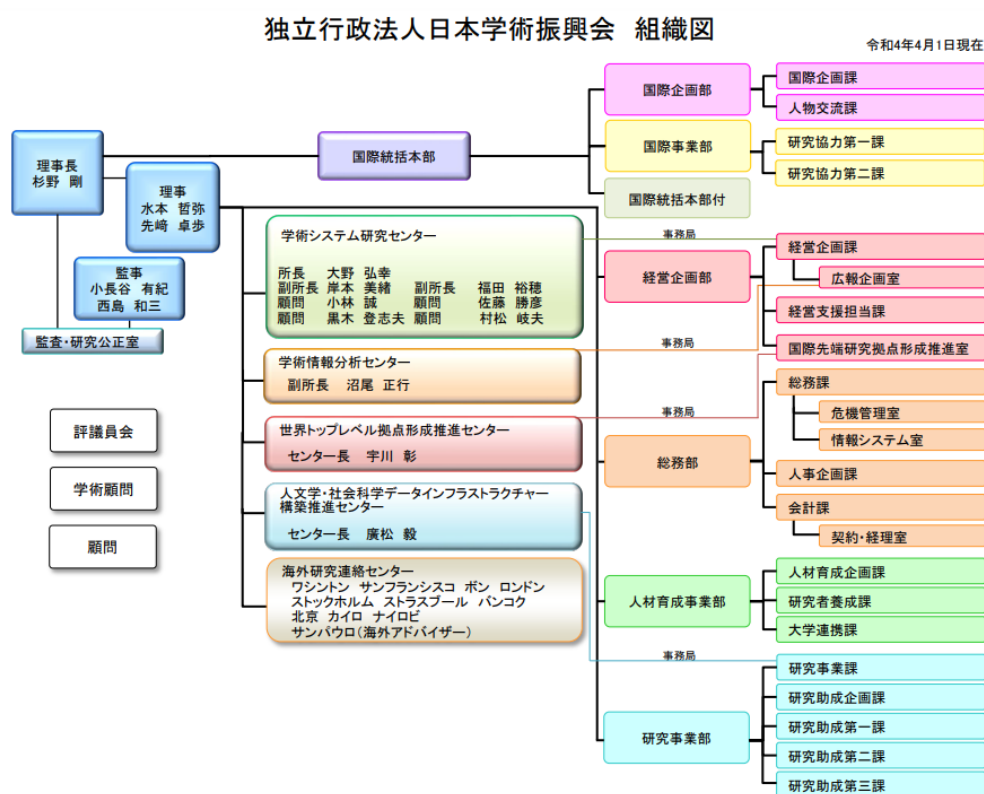 独立行政法人日本学術振興会 組織図
令和4年4月1日現在
理事長
杉野 剛
理事
水本 哲弥
先﨑 卓歩
監事
小長谷 有紀
西島 和三
監査・研究公正室
評議員会
学術顧問
顧問
国際統括本部
学術システム研究センター
所長 大野 弘幸
副所長 岸本 美緒 副所長 福田 裕穂
顧問 小林 誠 顧問 佐藤 勝彦
顧問 黒木 登志夫 顧問 村松 岐夫
学術情報分析センター
副所長 沼尾 正行
世界トップレベル拠点形成推進センター
センター長 宇川 彰
人文学・社会科学データインフラストラクチャー
構築推進センター
センター長 廣松 毅
海外研究連絡センター
ワシントン サンフランシスコ ボン ロンドン
ストックホルム ストラスブール バンコク
北京 カイロ ナイロビ
サンパウロ(海外アドバイザー)
国際企画部
国際企画課
人物交流課
国際事業部
研究協力第一課
研究協力第二課
国際統括本部付
事務局
経営企画部
経営企画課
広報企画室
経営支援担当課
事務局
国際先端研究拠点形成推進室
事務局
総務部
総務課
危機管理室
情報システム室
人事企画課
会計課
契約・経理室
人材育成事業部
人材育成企画課
研究者養成課
大学連携課
事務局
研究事業部
研究事業課
研究助成企画課
研究助成第一課
研究助成第二課
研究助成第三課